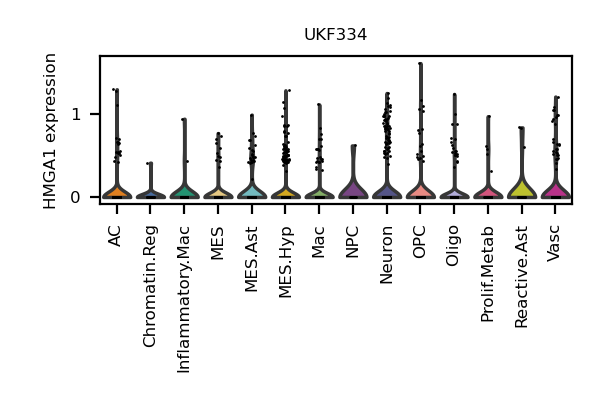 UKF334
HMGA1 expression
1
0
AC
Chromatin.Reg
Inflammatory.Mac
MES
MES.Ast
MES.Hyp
Mac
NPC
Neuron
OPC
Oligo
Prolif.Metab
Reactive.Ast
Vasc